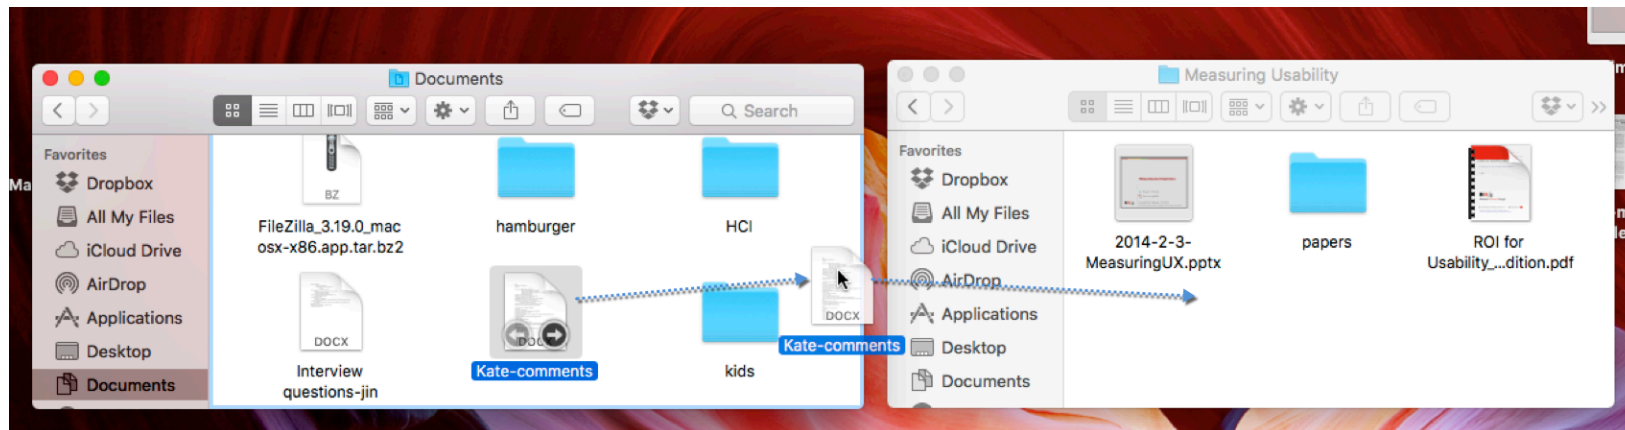 Documents
Search
Favorites
Dropbox
All My Files
iCloud Drive
AirDrop
Applications
Desktop
Documents
BZ
FileZilla_3.19.0_mac
osx-x86.app.tar.bz2
hamburger
HCI
DOCX
Interview
questions-jin
Kate-comments
kids
DOCX
Kate-comments
Measuring Usability
Favorites
Dropbox
All My Files
iCloud Drive
AirDrop
Applications
Desktop
Documents
2014-2-3-
MeasuringUX.pptx
papers
ROI for
Usability_...dition.pdf
Ma